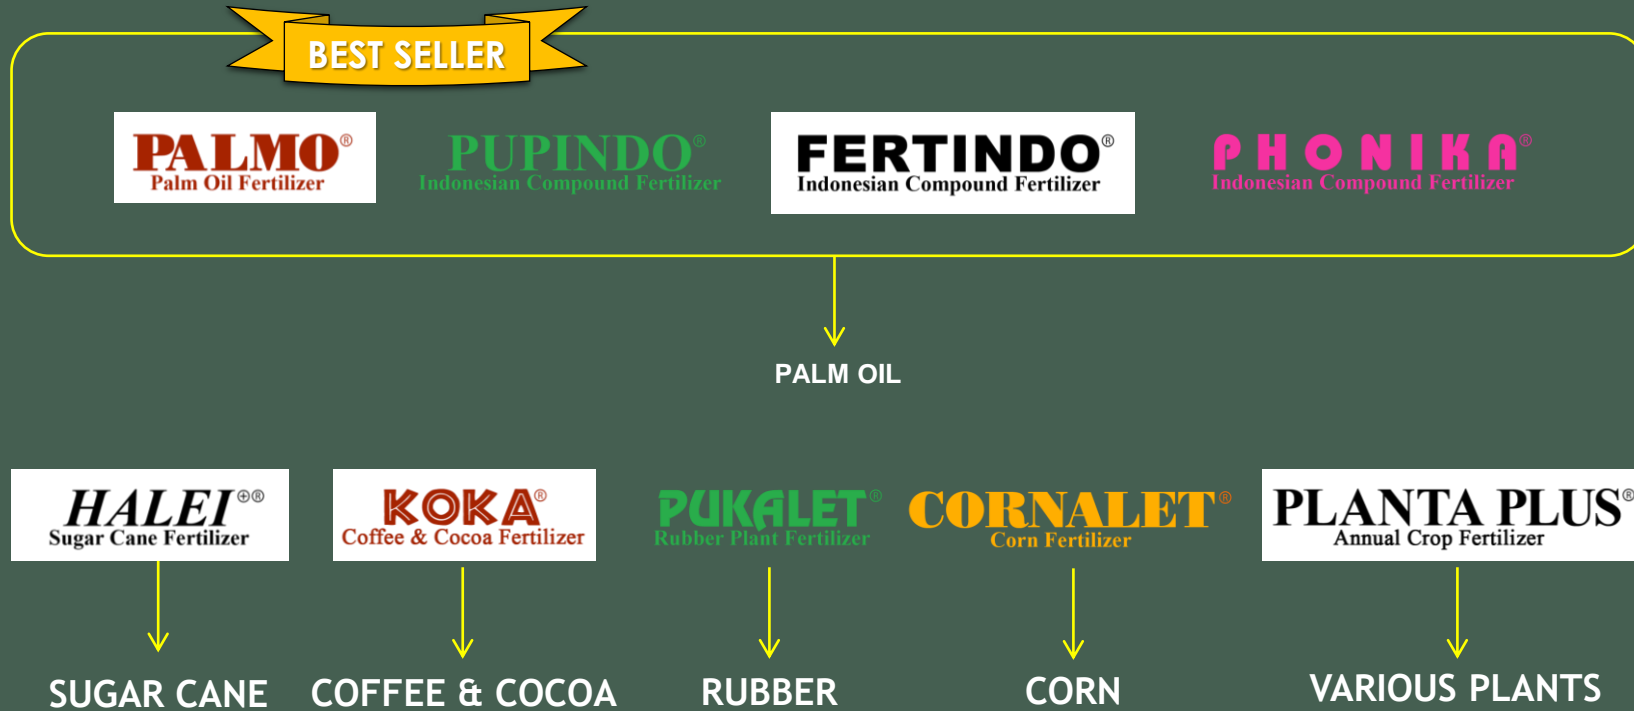 BEST SELLER
PALMO®
Palm Oil Fertilizer
PUPINDO®
Indonesian Compound Fertilizer
FERTINDO®
Indonesian Compound Fertilizer
PHONIKA®
Indonesian Compound Fertilizer
PALM OIL
HALEI⊕®
Sugar Cane Fertilizer
KOKA®
Coffee & Cocoa Fertilizer
PUKALET®
Rubber Plant Fertilizer
CORNALET®
Corn Fertilizer
PLANTA PLUS®
Annual Crop Fertilizer
SUGAR CANE
COFFEE & COCOA
RUBBER
CORN
VARIOUS PLANTS